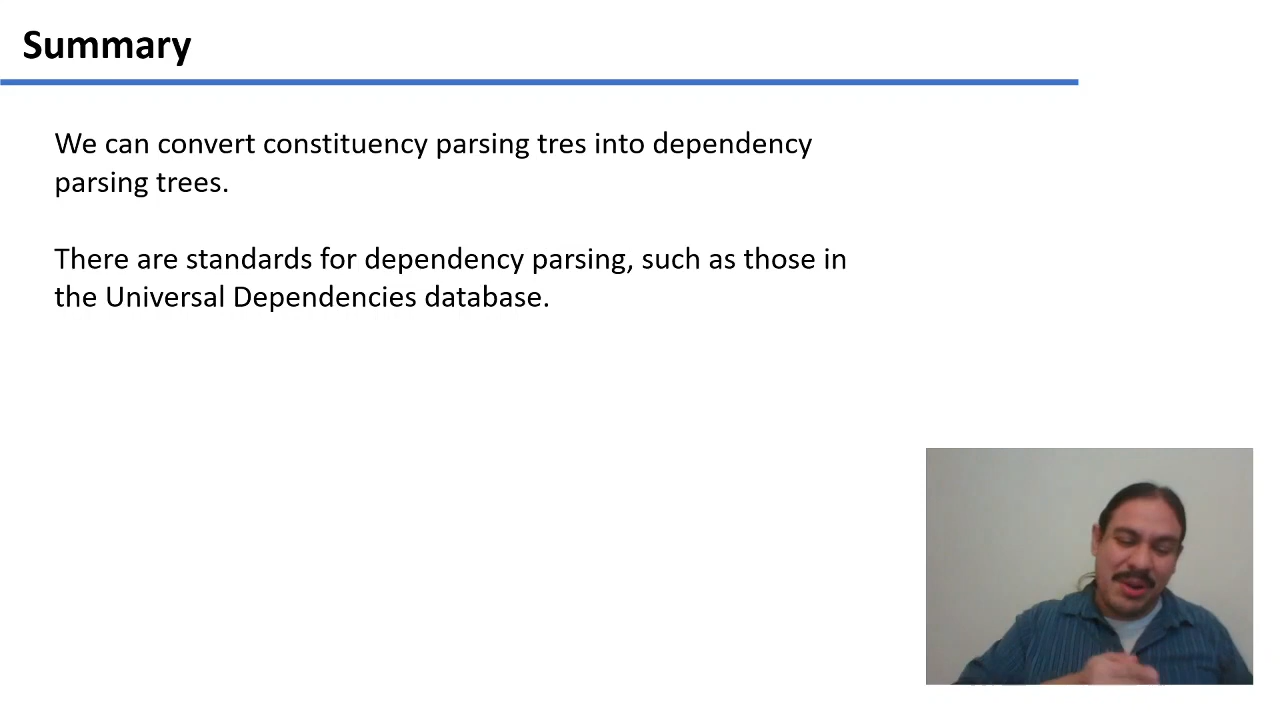 Summary
We can convert constituency parsing tres into dependency
parsing trees.
There are standards for dependency parsing, such as those in
the Universal Dependencies database.